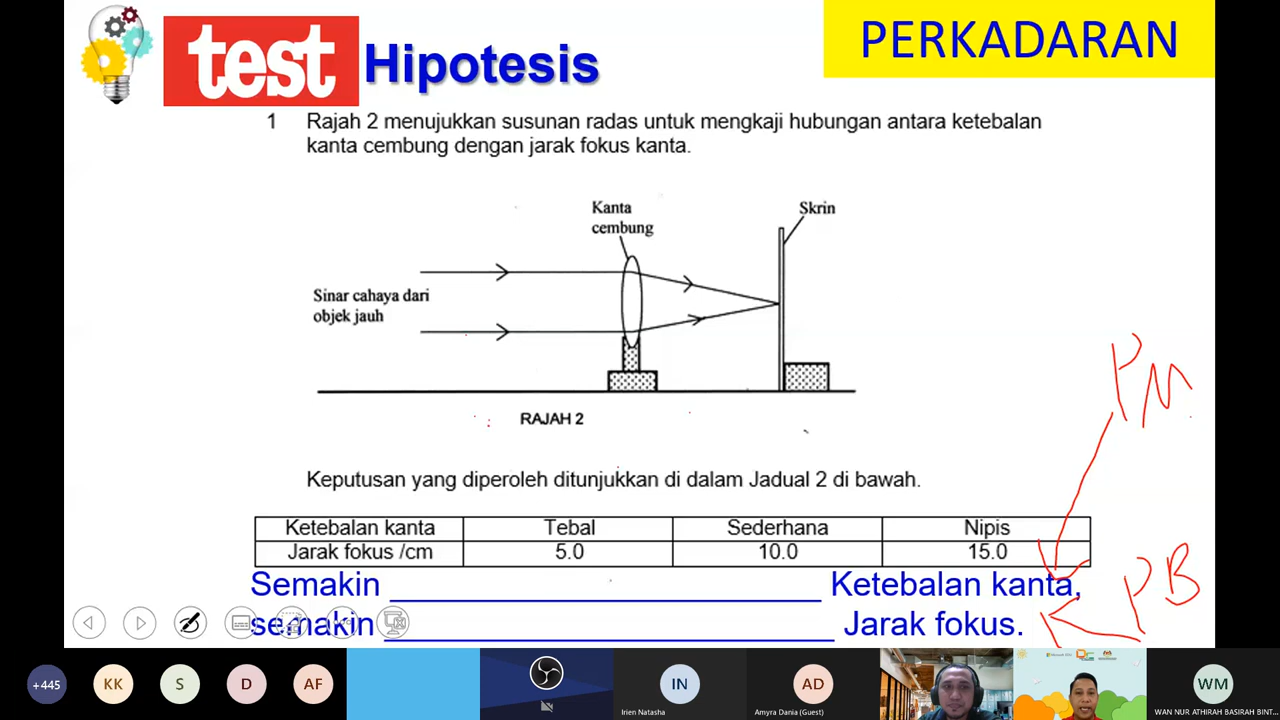 test Hipotesis
PERKADARAN
1 Rajah 2 menujukkan susunan radas untuk mengkaji hubungan antara ketebalan
kanta cembung dengan jarak fokus kanta.
Kanta
cembung
Skrin
Sinar cahaya dari
objek jauh
RAJAH 2
PM
Keputusan yang diperoleh ditunjukkan di dalam Jadual 2 di bawah.
Ketebalan kanta Tebal Sederhana Nipis
Jarak fokus /cm 5.0 10.0 15.0
Semakin ____________________ Ketebalan kanta,
PB
semakin ____________________ Jarak fokus.
+445
KK
S
D
AF
IN
Irien Natasha
AD
Amyra Dania (Guest)
WM
WAN NUR ATHIRAH BASIRAH BINT...